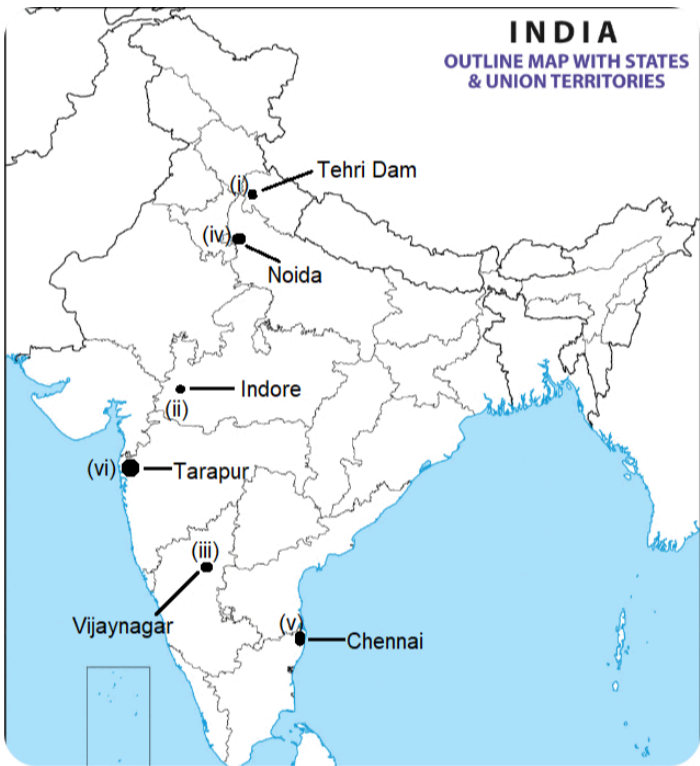 INDIA
OUTLINE MAP WITH STATES
& UNION TERRITORIES
Tehri Dam
(i)
(iv)
Noida
Indore
(ii)
(vi)
Tarapur
(iii)
Vijaynagar
(v)
Chennai